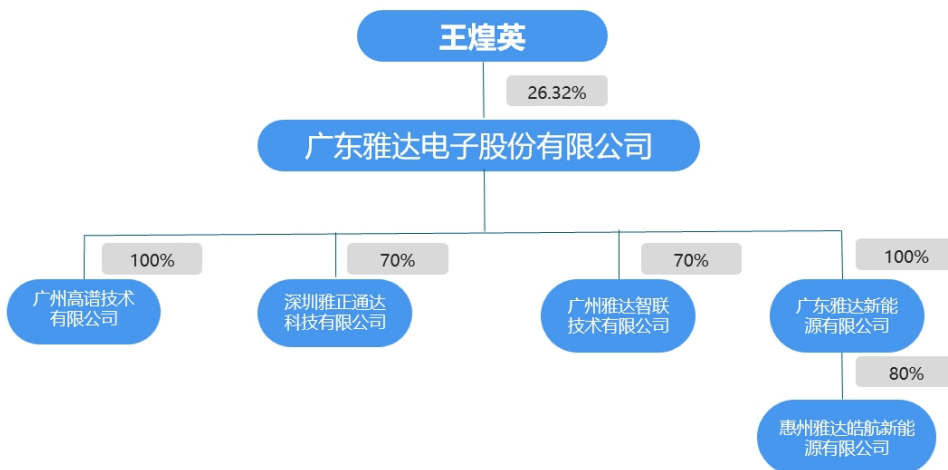 王煌英
26.32%
广东雅达电子股份有限公司
100%
70%
70%
100%
广州高谱技术
有限公司
深圳雅正通达
科技有限公司
广州雅达智联
技术有限公司
广东雅达新能
源有限公司
80%
惠州雅达皓航新能
源有限公司